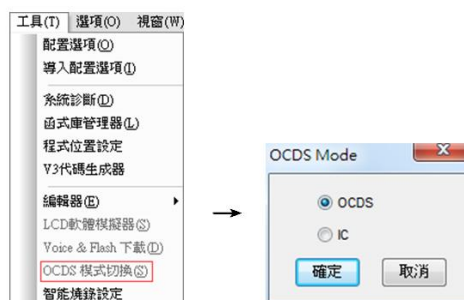 工具(T) 選項(O) 視窗(W)
配置選項(O)
導入配置選項(I)
系統診斷(D)
函式庫管理器(L)
程式位置設定
V3代碼生成器
編輯器(E)
LCD軟體模擬器(S)
Voice & Flash 下載(D)
OCDS 模式切換(S)
智能燒錄設定
OCDS Mode
OCDS
IC
確定 取消